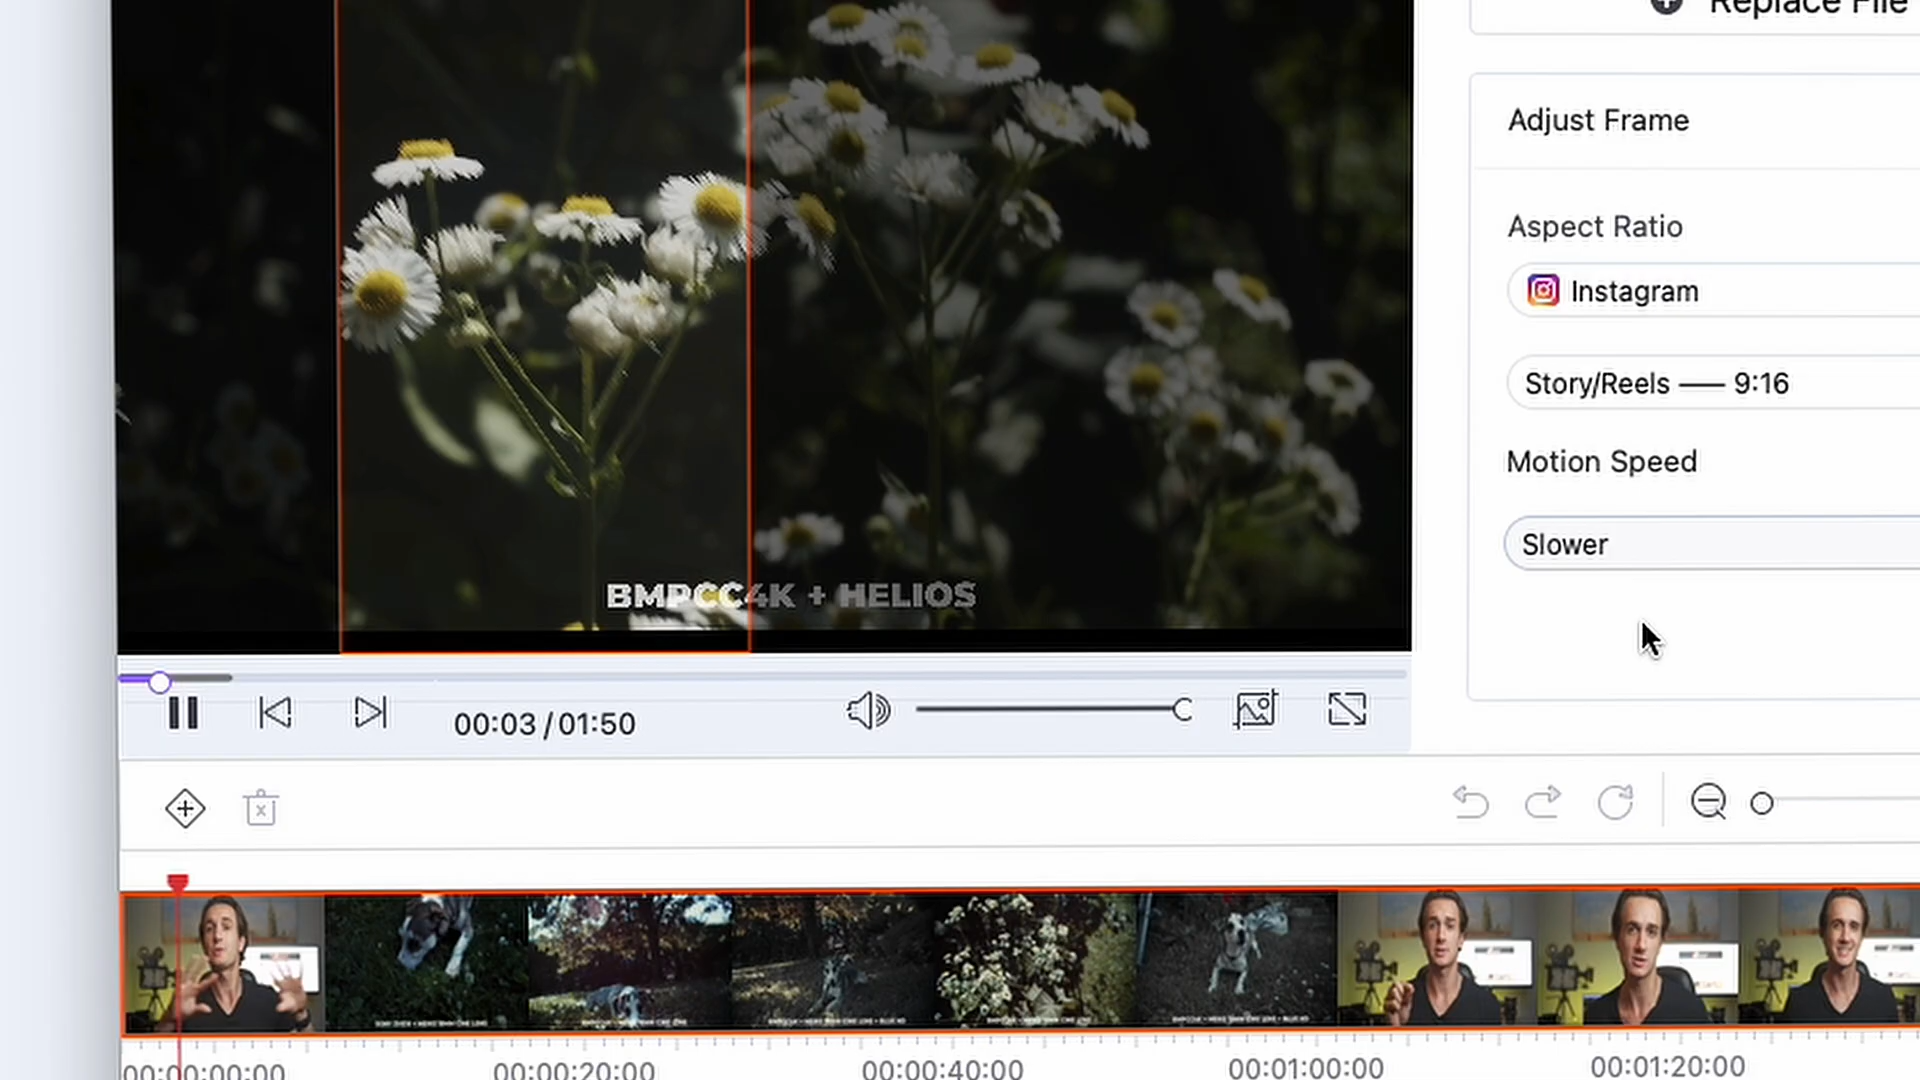 Replace File
Adjust Frame
Aspect Ratio
Instagram
Story/Reels — 9:16
Motion Speed
Slower
BMPCC4K + HELIOS
00:03 / 01:50
00:00:00:00
00:00:20:00
00:00:40:00
00:01:00:00
00:01:20:00